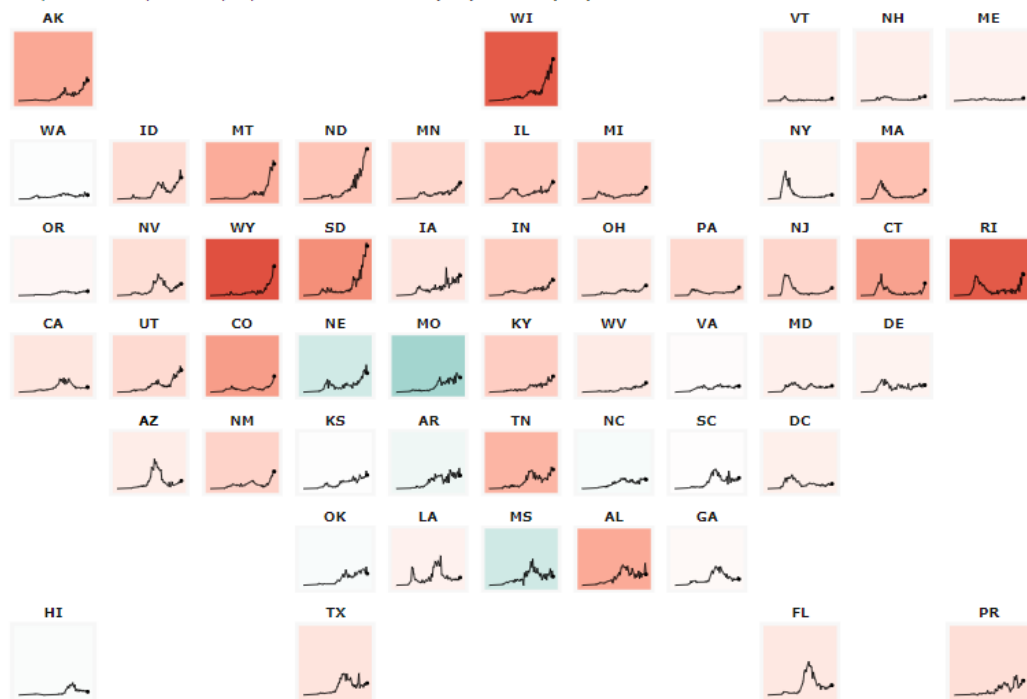 AK WI VT NH ME
WA ID MT ND MN IL MI NY MA
OR NV WY SD IA IN OH PA NJ CT RI
CA UT CO NE MO KY WV VA MD DE
AZ NM KS AR TN NC SC DC
OK LA MS AL GA
HI TX FL PR